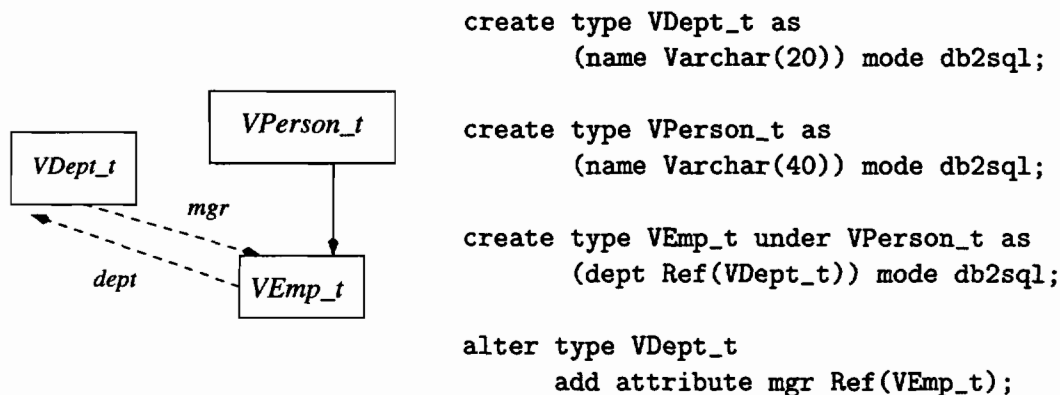 VPerson_t
VDept_t
mgr
dept
VEmp_t
create type VDept_t as
(name Varchar(20)) mode db2sql;
create type VPerson_t as
(name Varchar(40)) mode db2sql;
create type VEmp_t under VPerson_t as
(dept Ref(VDept_t)) mode db2sql;
alter type VDept_t
add attribute mgr Ref(VEmp_t);